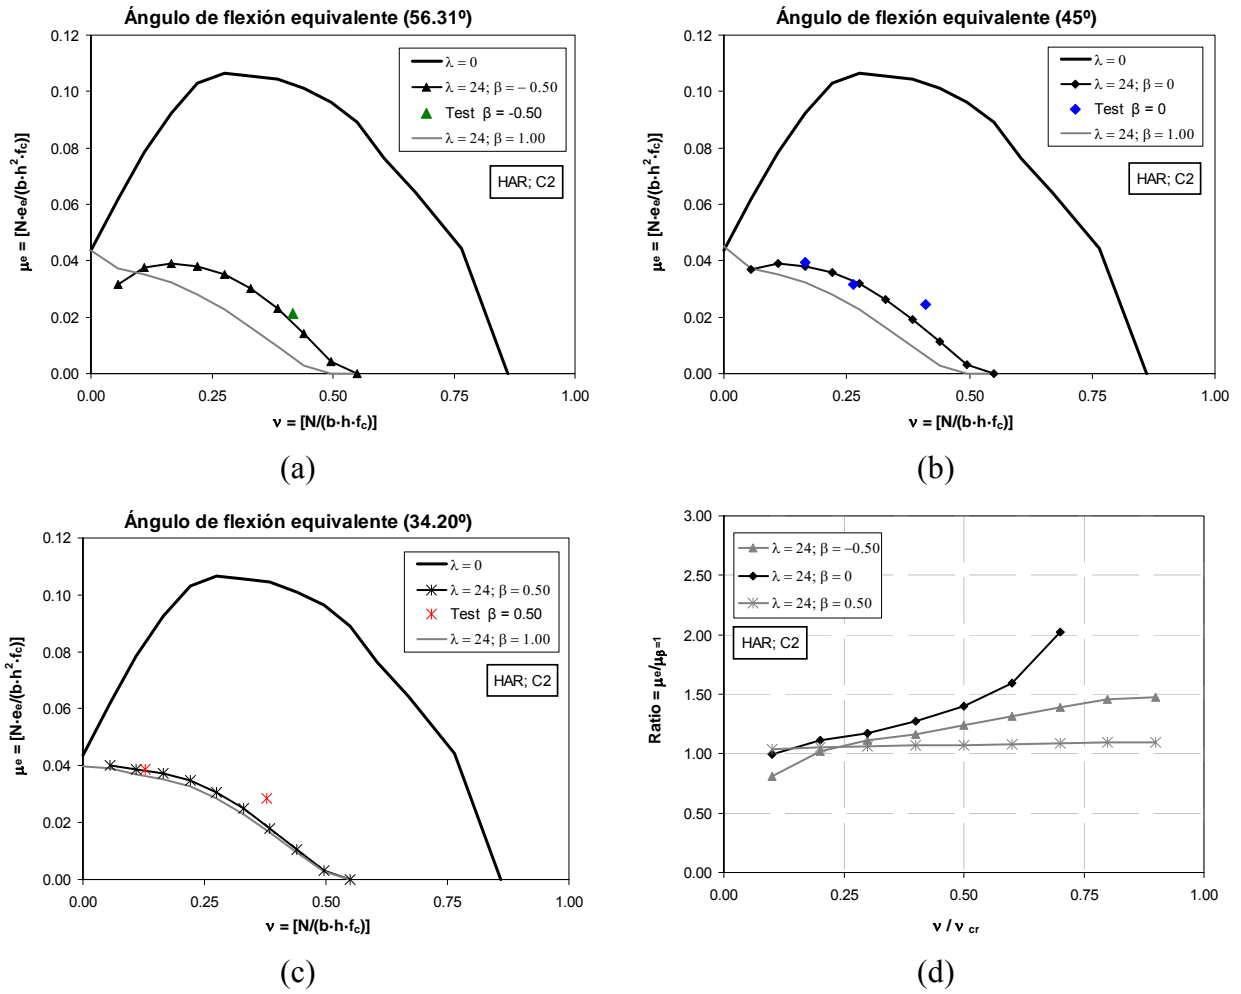 Ángulo de flexión equivalente (56.31º)
0.12
0.10
0.08
0.06
0.04
0.02
0.00
0.00 0.25 0.50 0.75 1.00
μe = [N·ee/(b·h²·fc)]
ν = [N/(b·h·fc)]
λ = 0
λ = 24; β = − 0.50
Test β = -0.50
λ = 24; β = 1.00
HAR; C2
(a)
Ángulo de flexión equivalente (45º)
0.12
0.10
0.08
0.06
0.04
0.02
0.00
0.00 0.25 0.50 0.75 1.00
μe = [N·ee/(b·h²·fc)]
ν = [N/(b·h·fc)]
λ = 0
λ = 24; β = 0
Test β = 0
λ = 24; β = 1.00
HAR; C2
(b)
Ángulo de flexión equivalente (34.20º)
0.12
0.10
0.08
0.06
0.04
0.02
0.00
0.00 0.25 0.50 0.75 1.00
μe = [N·ee/(b·h²·fc)]
ν = [N/(b·h·fc)]
λ = 0
λ = 24; β = 0.50
Test β = 0.50
λ = 24; β = 1.00
HAR; C2
(c)
3.00
2.50
2.00
1.50
1.00
0.50
0.00
0.00 0.25 0.50 0.75 1.00
Ratio = μe/μβ=1
ν / ν cr
λ = 24; β = −0.50
λ = 24; β = 0
λ = 24; β = 0.50
HAR; C2
(d)